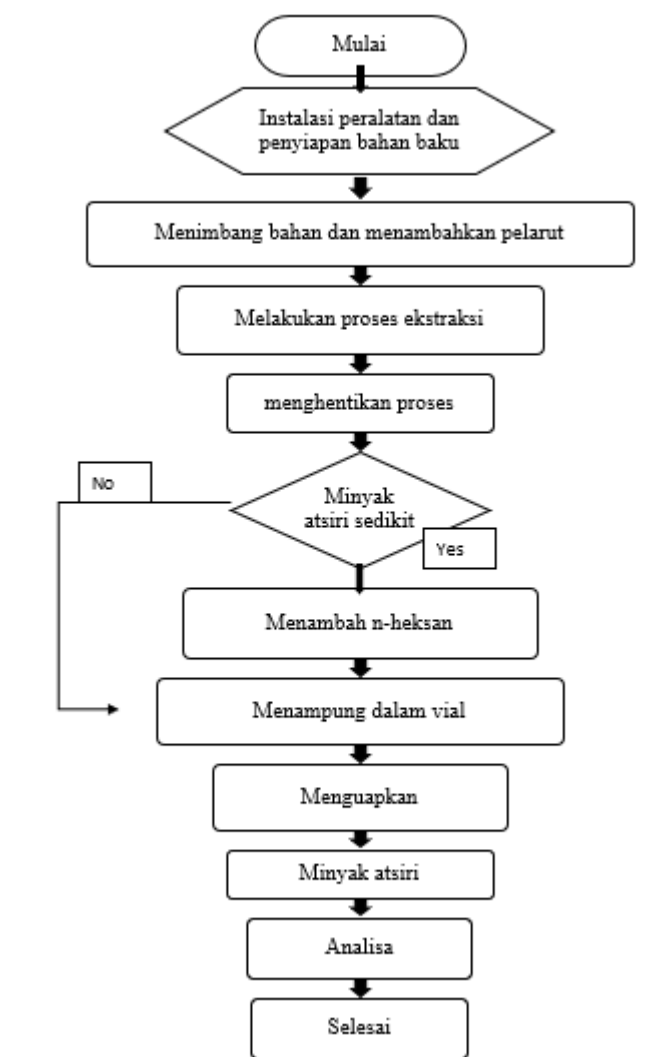 Mulai
Instalasi peralatan dan
penyiapan bahan baku
Menimbang bahan dan menambahkan pelarut
Melakukan proses ekstraksi
menghentikan proses
No
Minyak
atsiri sedikit
Yes
Menambah n-heksan
Menampung dalam vial
Menguapkan
Minyak atsiri
Analisa
Selesai